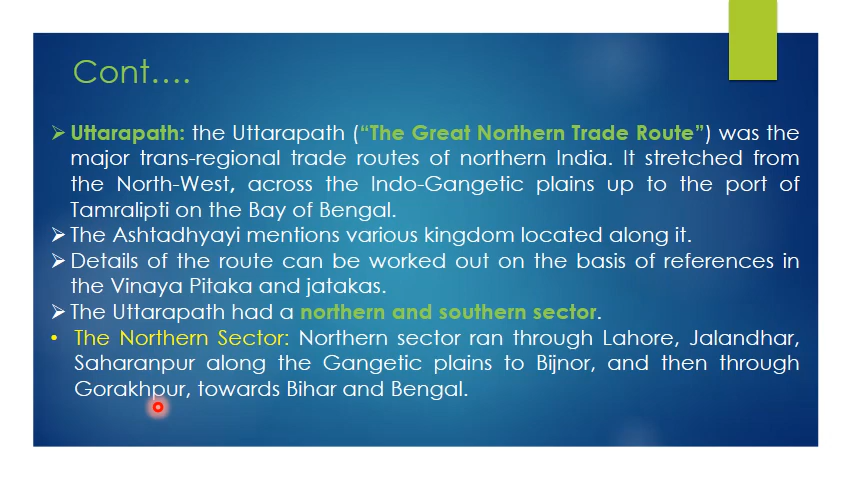 Cont....
➢ Uttarapath: the Uttarapath (“The Great Northern Trade Route”) was the
major trans-regional trade routes of northern India. It stretched from
the North-West, across the Indo-Gangetic plains up to the port of
Tamralipti on the Bay of Bengal.
➢ The Ashtadhyayi mentions various kingdom located along it.
➢ Details of the route can be worked out on the basis of references in
the Vinaya Pitaka and jatakas.
➢ The Uttarapath had a northern and southern sector.
• The Northern Sector: Northern sector ran through Lahore, Jalandhar,
Saharanpur along the Gangetic plains to Bijnor, and then through
Gorakhpur, towards Bihar and Bengal.